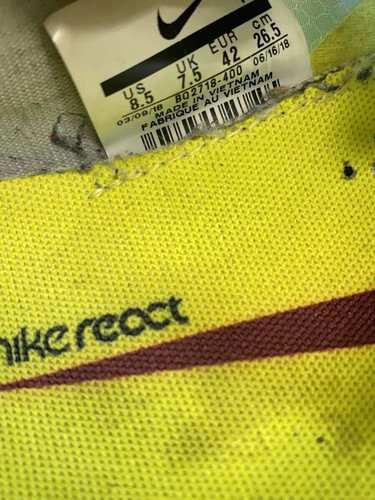 US UK EUR cm
8.5 7.5 42 26.5
03/09/18 BQ2718-400 06/16/18
MADE IN VIETNAM
FABRIQUE AU VIETNAM
nike react